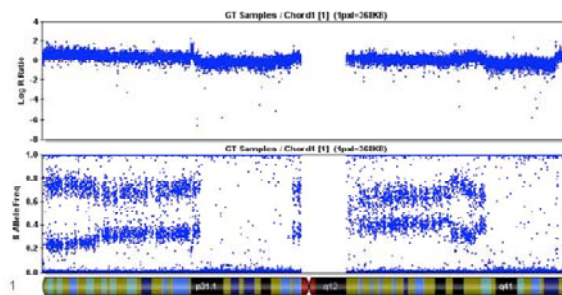 GT Samples / Chord1 [1] (1pxl=368KB)
4
2
0
-2
-4
-6
-8
Log R Ratio
GT Samples / Chord1 [1] (1pxl=368KB)
1.0
0.8
0.6
0.4
0.2
0.0
B Allele Freq
1
p31.1
q12
q41